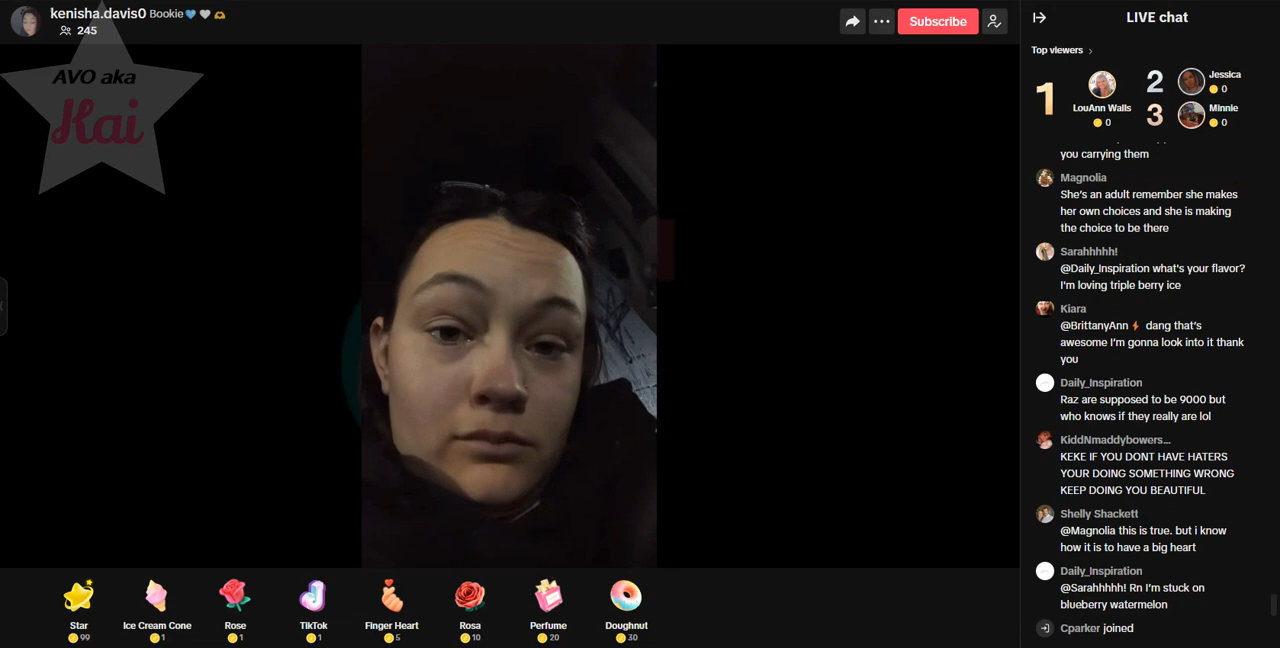 kenisha.davis0 Bookie💙🤍🫶
245
AVO aka
Kai
Subscribe
LIVE chat
Top viewers >
1
LouAnn Walls
0
2
Jessica
0
3
Minnie
0
you carrying them
Magnolia
She's an adult remember she makes
her own choices and she is making
the choice to be there
Sarahhhhh!
@Daily_Inspiration what's your flavor?
I'm loving triple berry ice
Kiara
@BrittanyAnn⚡ dang that's
awesome I'm gonna look into it thank
you
Daily_Inspiration
Raz are supposed to be 9000 but
who knows if they really are lol
KiddNmaddybowers...
KEKE IF YOU DONT HAVE HATERS
YOUR DOING SOMETHING WRONG
KEEP DOING YOU BEAUTIFUL
Shelly Shackett
@Magnolia this is true. but i know
how it is to have a big heart
Daily_Inspiration
@Sarahhhhh! Rn I'm stuck on
blueberry watermelon
Cparker joined
Star
99
Ice Cream Cone
1
Rose
1
TikTok
1
Finger Heart
5
Rosa
10
Perfume
20
Doughnut
30